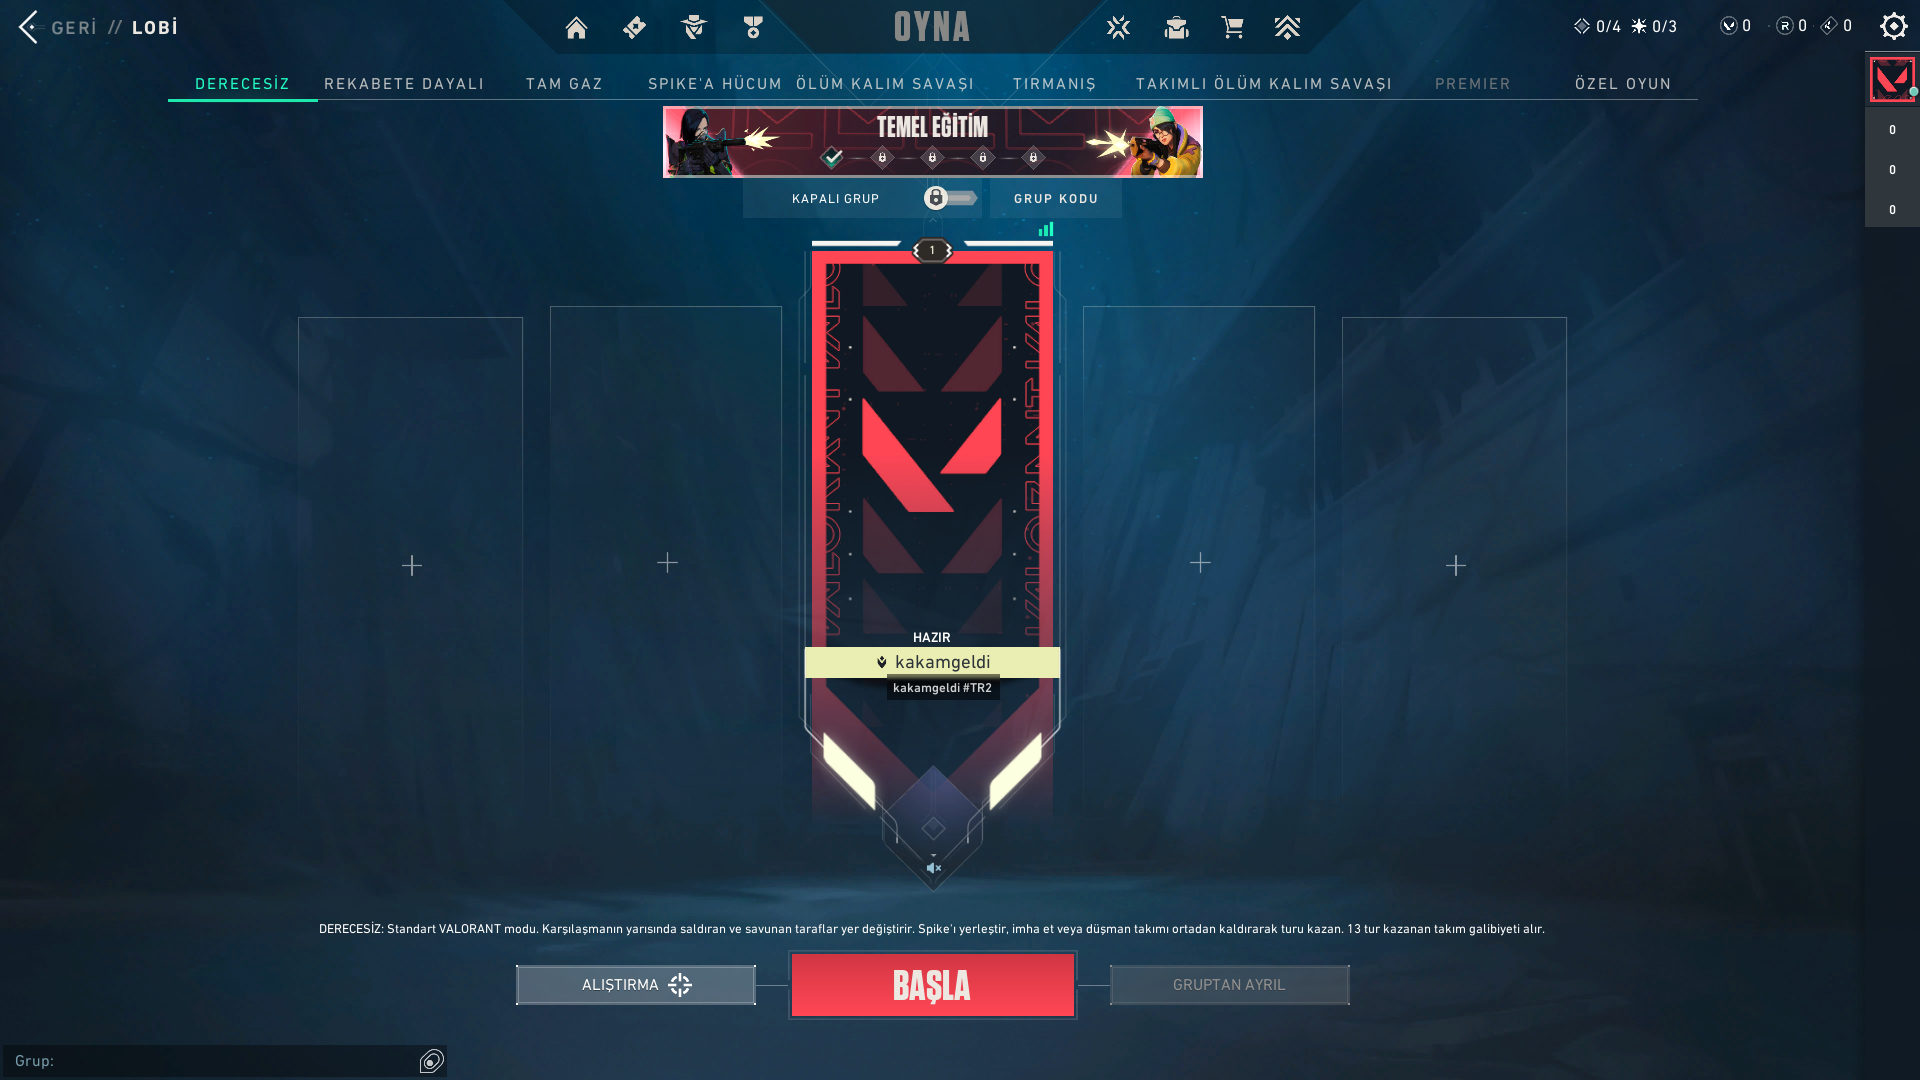 GERİ // LOBİ
OYNA
0/4 0/3
0 0 0
DERECESİZ REKABETE DAYALI TAM GAZ SPIKE'A HÜCUM ÖLÜM KALIM SAVAŞI TIRMANIŞ TAKIMLI ÖLÜM KALIM SAVAŞI PREMIER ÖZEL OYUN
TEMEL EĞİTİM
0
0
0
KAPALI GRUP
GRUP KODU
1
HAZIR
kakamgeldi
kakamgeldi #TR2
DERECESİZ: Standart VALORANT modu. Karşılaşmanın yarısında saldıran ve savunan taraflar yer değiştirir. Spike'ı yerleştir, imha et veya düşman takımı ortadan kaldırarak turu kazan. 13 tur kazanan takım galibiyeti alır.
ALIŞTIRMA
BAŞLA
GRUPTAN AYRIL
Grup: